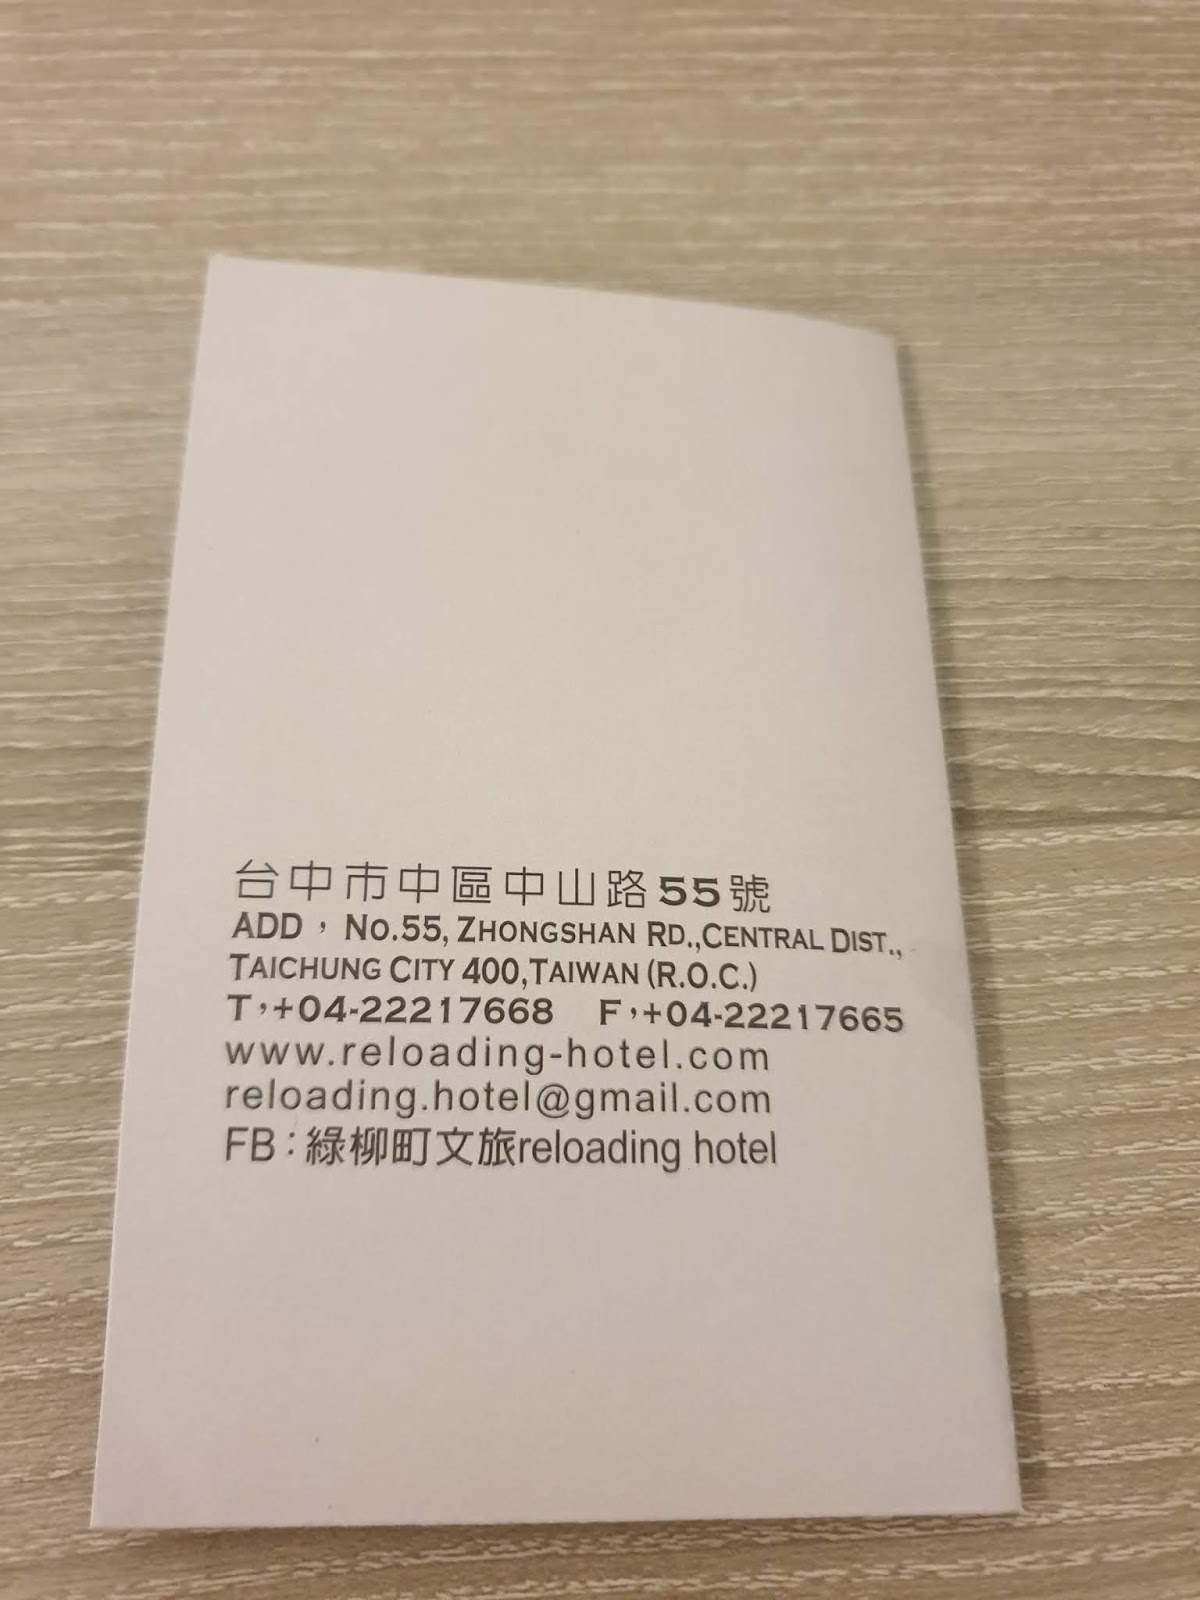 台中市中區中山路55號
ADD，No.55, ZHONGSHAN RD.,CENTRAL DIST.,
TAICHUNG CITY 400,TAIWAN (R.O.C.)
T，+04-22217668 F，+04-22217665
www.reloading-hotel.com
reloading.hotel@gmail.com
FB：綠柳町文旅reloading hotel